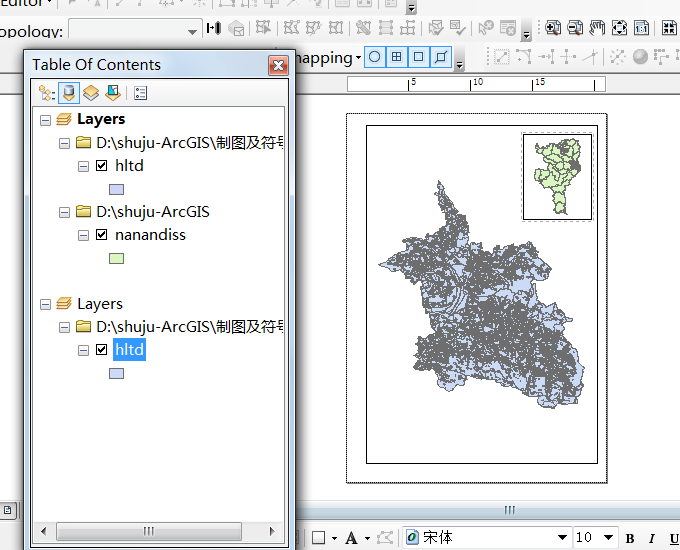 Editor
opology:
Table Of Contents
mapping
5
10
15
Layers
D:\shuju-ArcGIS\制图及符号
hltd
D:\shuju-ArcGIS
nanandiss
Layers
D:\shuju-ArcGIS\制图及符号
hltd
A
宋体
10
B
I
U